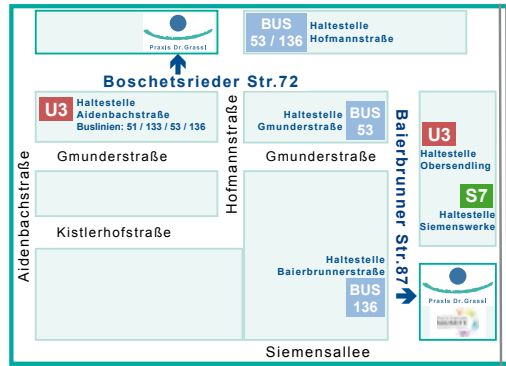 Praxis Dr.Grassl
BUS
53 / 136
Haltestelle
Hofmannstraße
Boschetsrieder Str.72
U3
Haltestelle
Aidenbachstraße
Buslinien: 51 / 133 / 53 / 136
Hofmannstraße
Haltestelle
Gmunderstraße
BUS
53
Baierbrunner Str.87
U3
Haltestelle
Obersendling
S7
Haltestelle
Siemenswerke
Aidenbachstraße
Gmunderstraße
Gmunderstraße
Kistlerhofstraße
Haltestelle
Baierbrunnerstraße
BUS
136
Praxis Dr.Grassl
Siemensallee